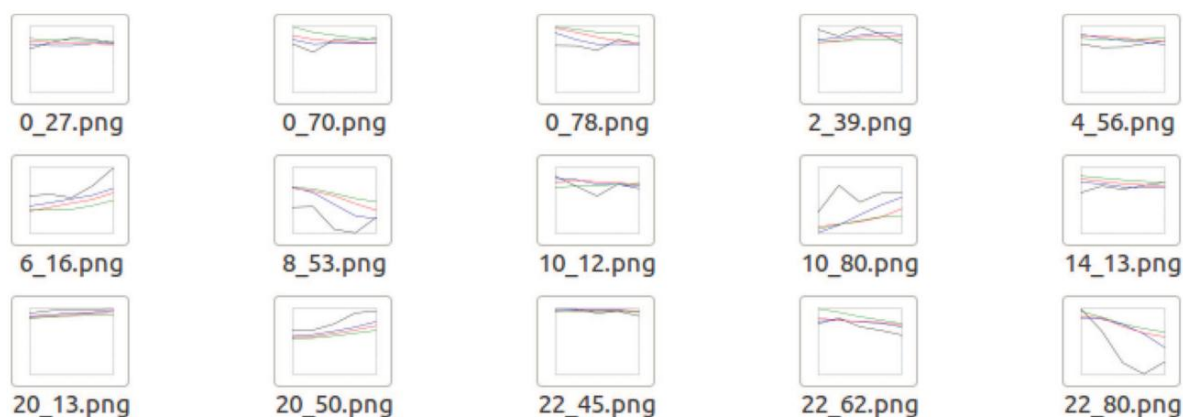 0_27.png 0_70.png 0_78.png 2_39.png 4_56.png
6_16.png 8_53.png 10_12.png 10_80.png 14_13.png
20_13.png 20_50.png 22_45.png 22_62.png 22_80.png